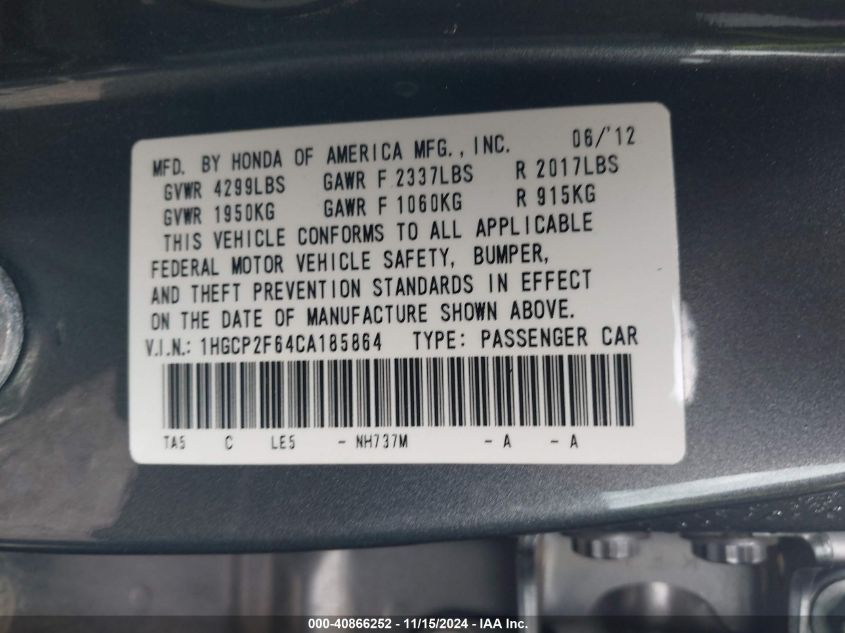 MFD. BY HONDA OF AMERICA MFG., INC. 06/'12
GVWR 4299LBS GAWR F 2337LBS R 2017LBS
GVWR 1950KG GAWR F 1060KG R 915KG
THIS VEHICLE CONFORMS TO ALL APPLICABLE
FEDERAL MOTOR VEHICLE SAFETY, BUMPER,
AND THEFT PREVENTION STANDARDS IN EFFECT
ON THE DATE OF MANUFACTURE SHOWN ABOVE.
V.I.N.: 1HGCP2F64CA185864 TYPE: PASSENGER CAR
TA5 C LE5 - NH737M - A - A
000-40866252 - 11/15/2024 - IAA Inc.